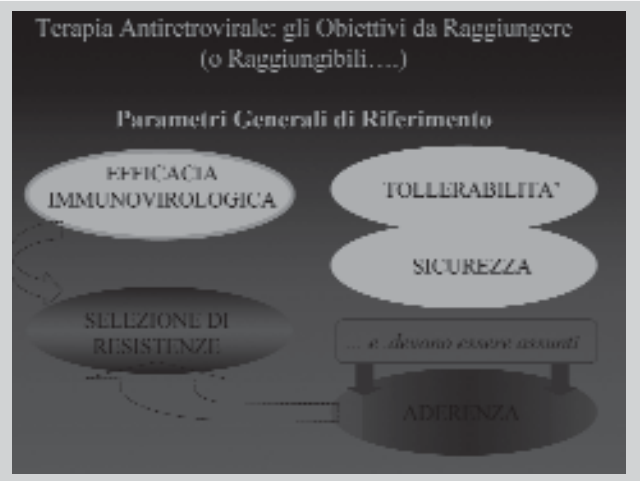 Terapia Antiretrovirale: gli Obiettivi da Raggiungere
(o Raggiungibili….)
Parametri Generali di Riferimento
EFFICACIA
IMMUNOVIROLOGICA
TOLLERABILITA'
SICUREZZA
SELEZIONE DI
RESISTENZE
... e devono essere assunti
ADERENZA